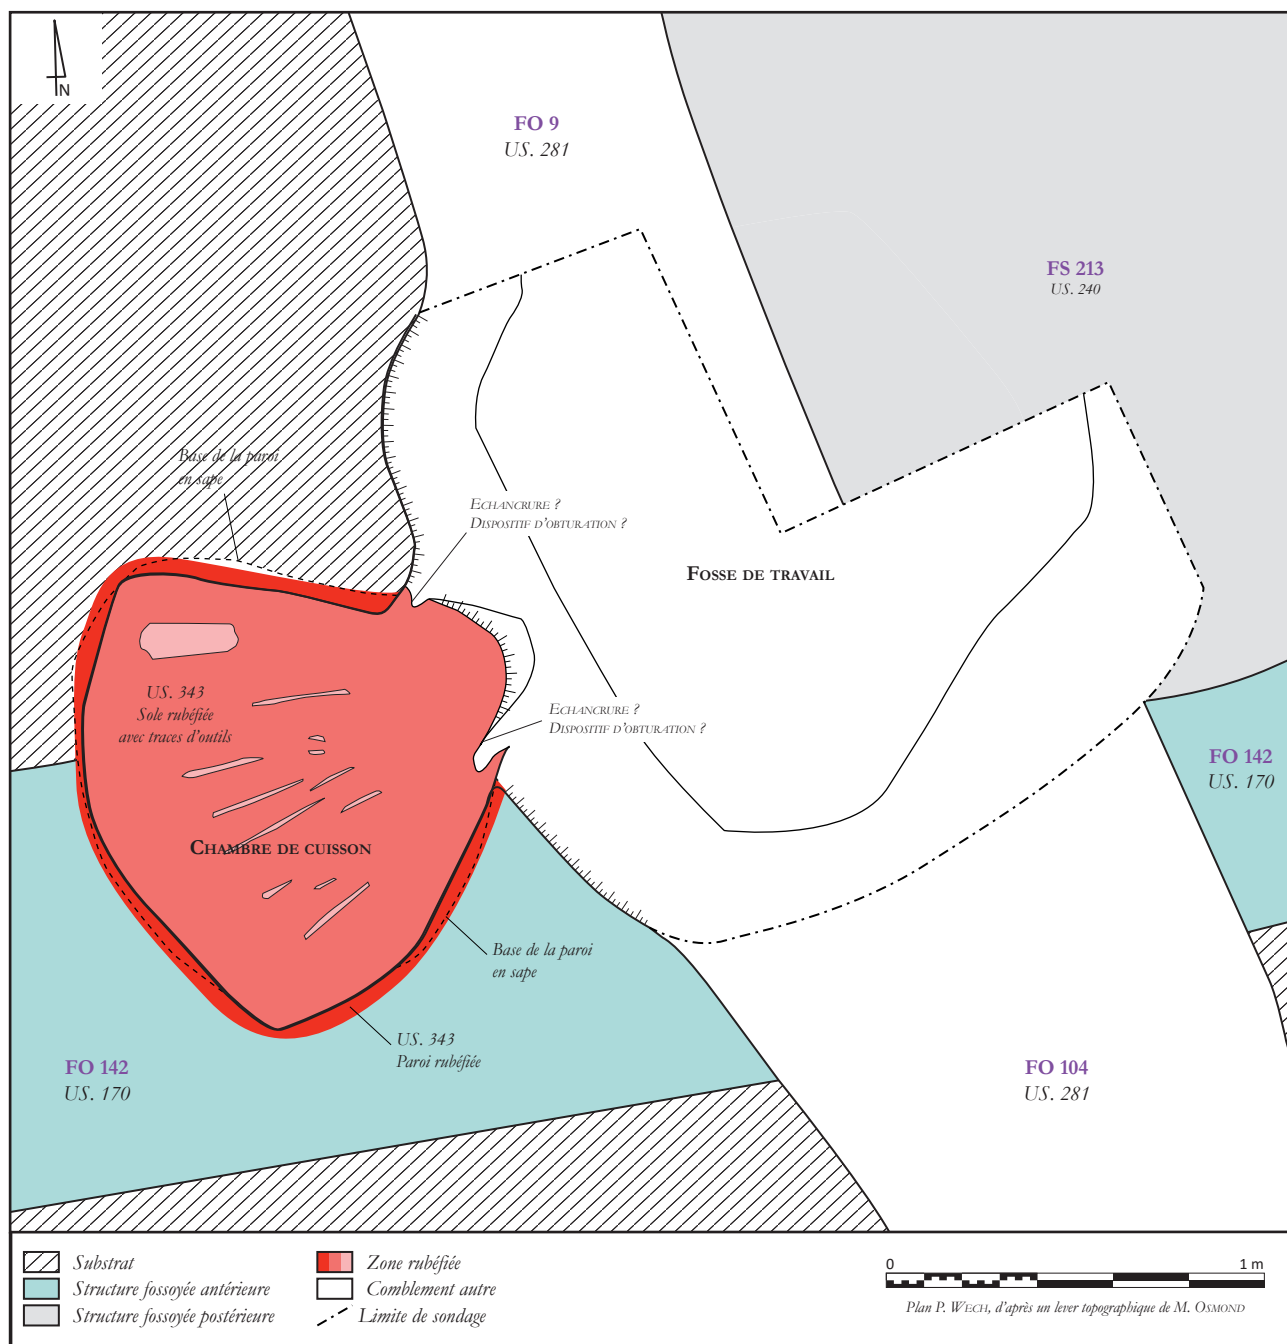 N
FO 9
US. 281
FS 213
US. 240
Base de la paroi
en sape
Echancrure ?
Dispositif d'obturation ?
Fosse de travail
US. 343
Sole rubéfiée
avec traces d'outils
Echancrure ?
Dispositif d'obturation ?
FO 142
US. 170
Chambre de cuisson
Base de la paroi
en sape
US. 343
Paroi rubéfiée
FO 142
US. 170
FO 104
US. 281
Substrat
Structure fossoyée antérieure
Structure fossoyée postérieure
Zone rubéfiée
Comblement autre
Limite de sondage
0 1 m
Plan P. Wech, d'après un lever topographique de M. Osmond